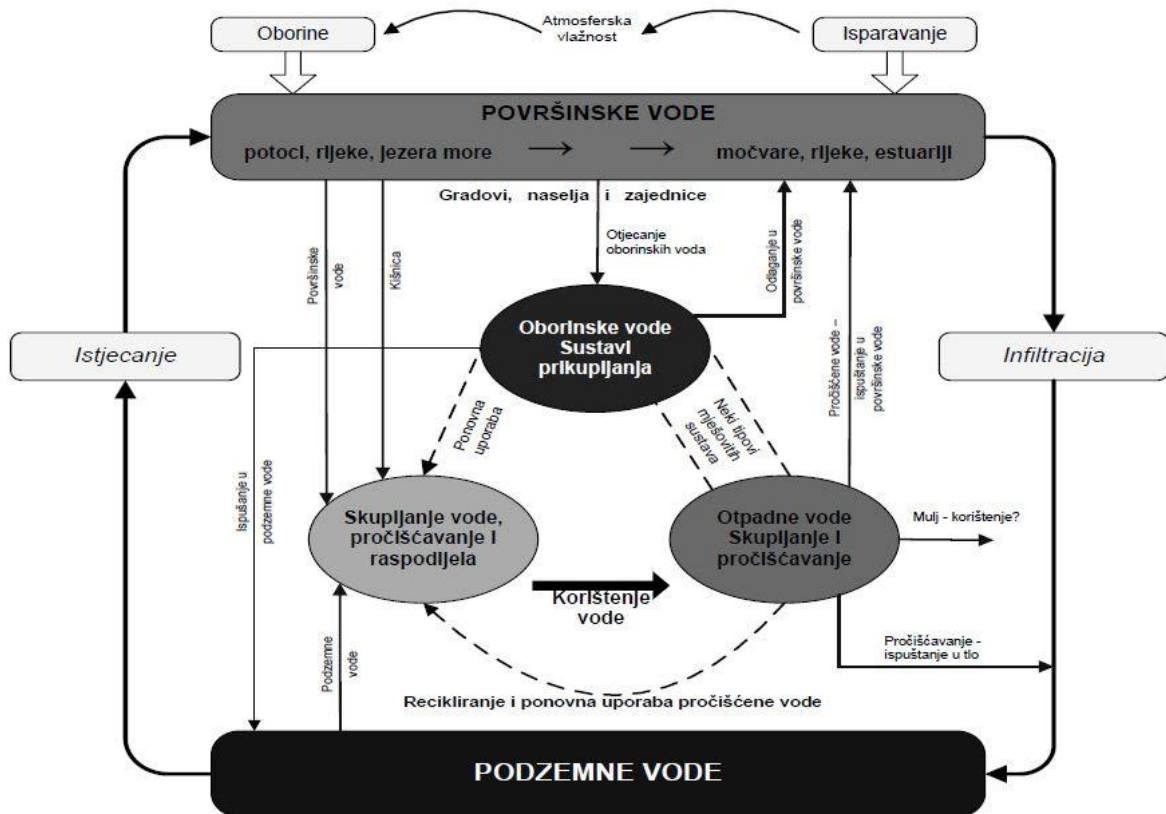 Oborine
Atmosferska
vlažnost
Isparavanje
POVRŠINSKE VODE
potoci, rijeke, jezera more
močvare, rijeke, estuariji
Gradovi, naselja i zajednice
Površinske
vode
Kišnica
Otjecanje
oborinskih voda
Odlaganje u
površinske vode
Pročišćene vode –
ispuštanje u
površinske vode
Istjecanje
Infiltracija
Oborinske vode
Sustavi
prikupljanja
Ponovna
uporaba
Neki tipovi
mješovitih
sustava
Ispušanje u
podzemne vode
Skupljanje vode,
pročišćavanje I
raspodijela
Otpadne vode
Skupljanje I
pročišćavanje
Mulj - korištenje?
Korištenje
vode
Podzemne
vode
Pročišćavanje -
ispuštanje u tlo
Recikliranje i ponovna uporaba pročišćene vode
PODZEMNE VODE